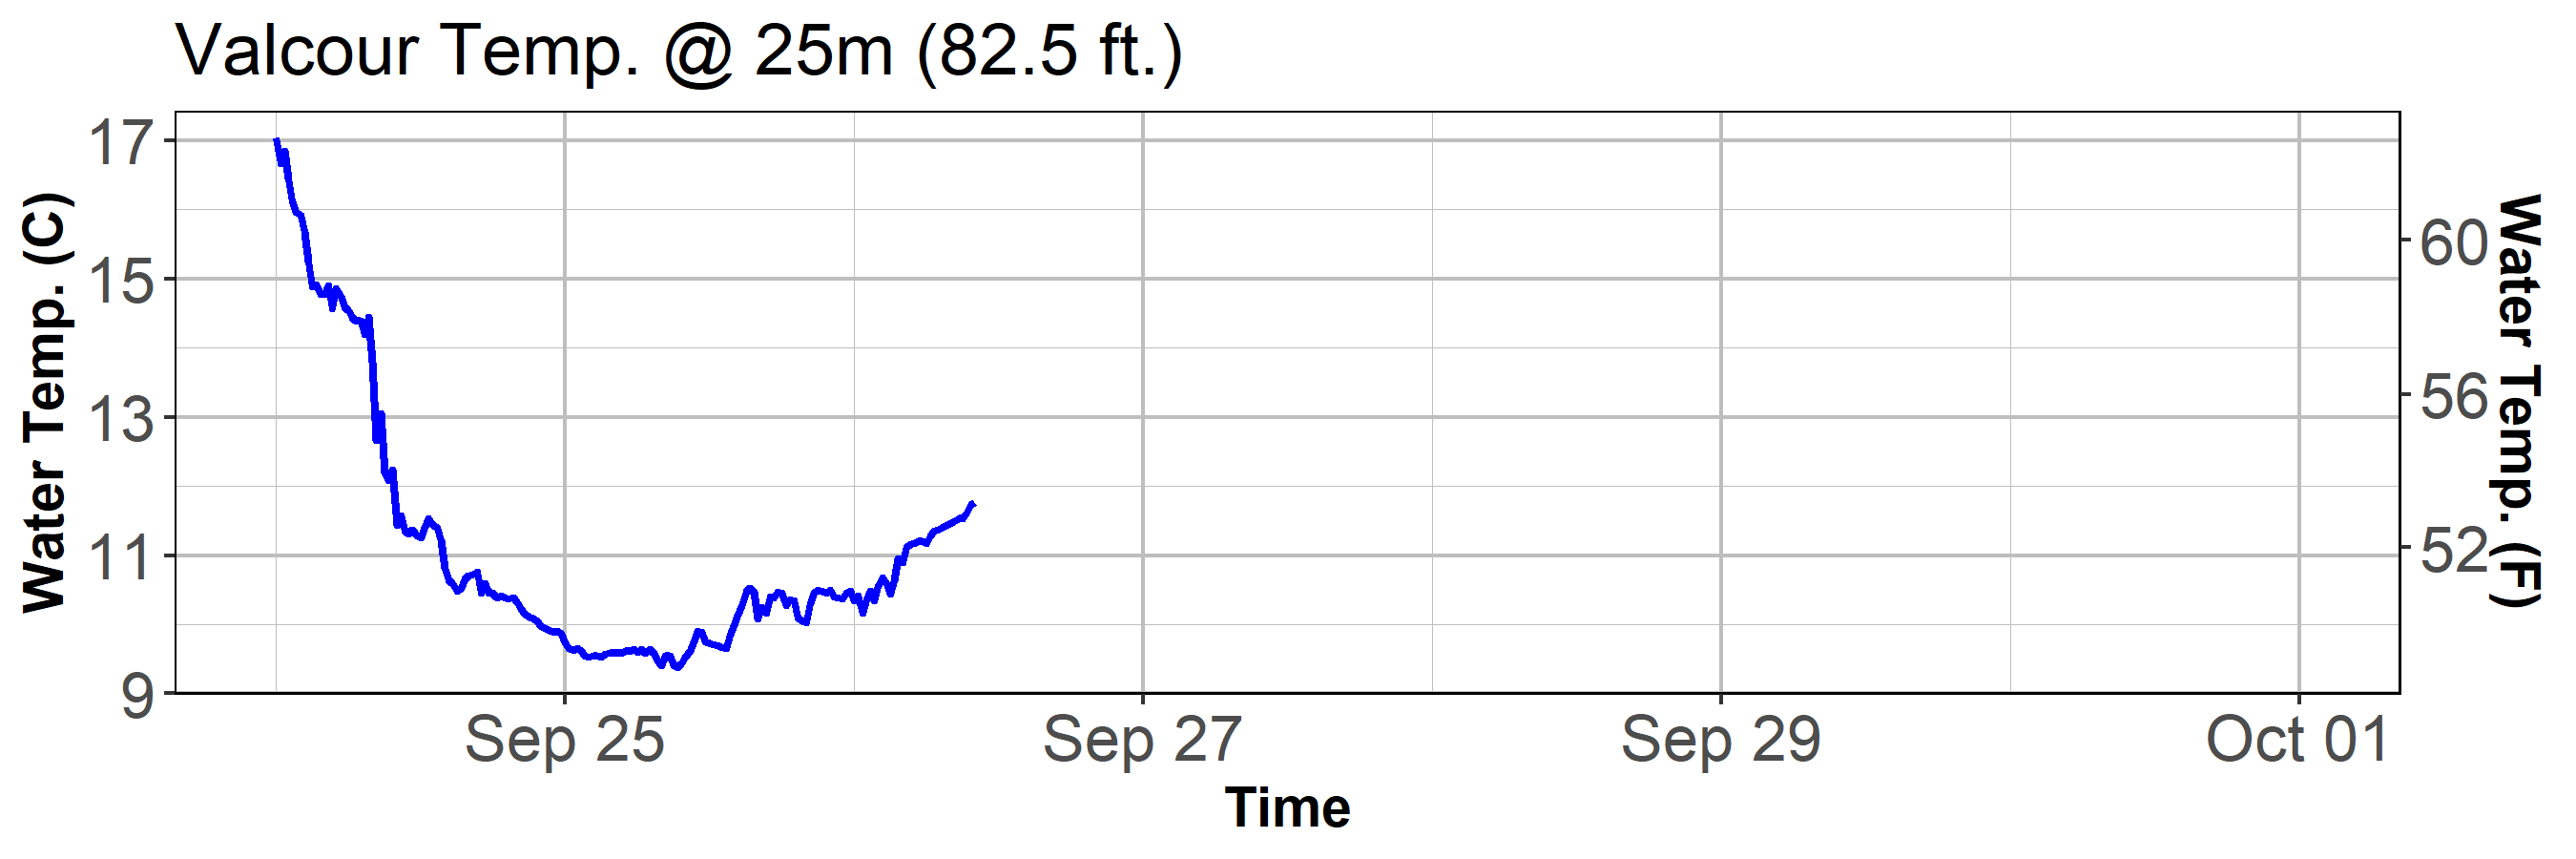 Valcour Temp. @ 25m (82.5 ft.)
Water Temp. (C)
17
15
13
11
9
60
56
52
Water Temp. (F)
Sep 25 Sep 27 Sep 29 Oct 01
Time